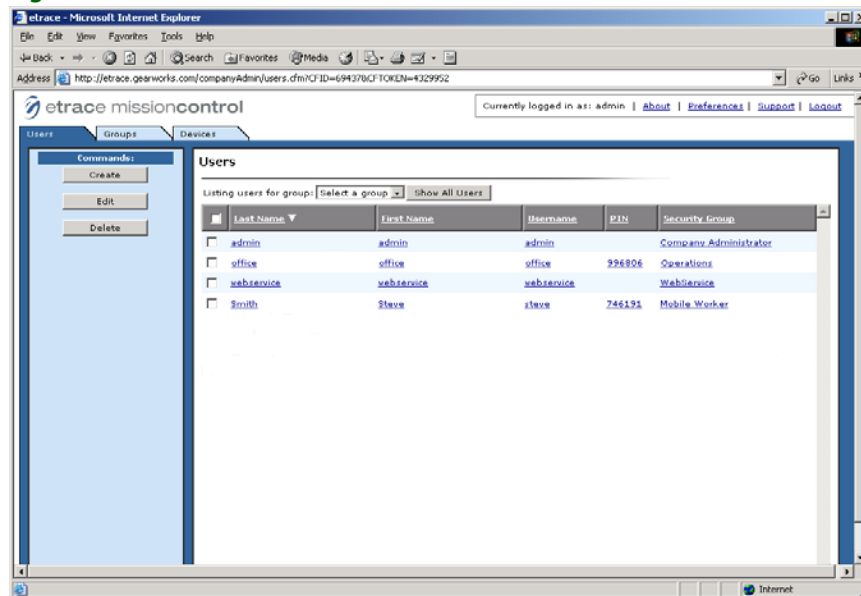 etrace - Microsoft Internet Explorer
File Edit View Favorites Tools Help
Back Search Favorites Media
Address http://etrace.gearworks.com/companyAdmin/users.cfm?CFID=69437&CFTOKEN=4329952 Go Links
etrace missioncontrol
Currently logged in as: admin | About | Preferences | Support | Logout
Users Groups Devices
Commands:
Create
Edit
Delete
Users
Listing users for group: Select a group Show All Users
Last Name First Name Username PIN Security Group
admin admin admin Company Administrator
office office office 996806 Operations
webservice webservice webservice WebService
Smith Steve steve 746191 Mobile Worker
Internet